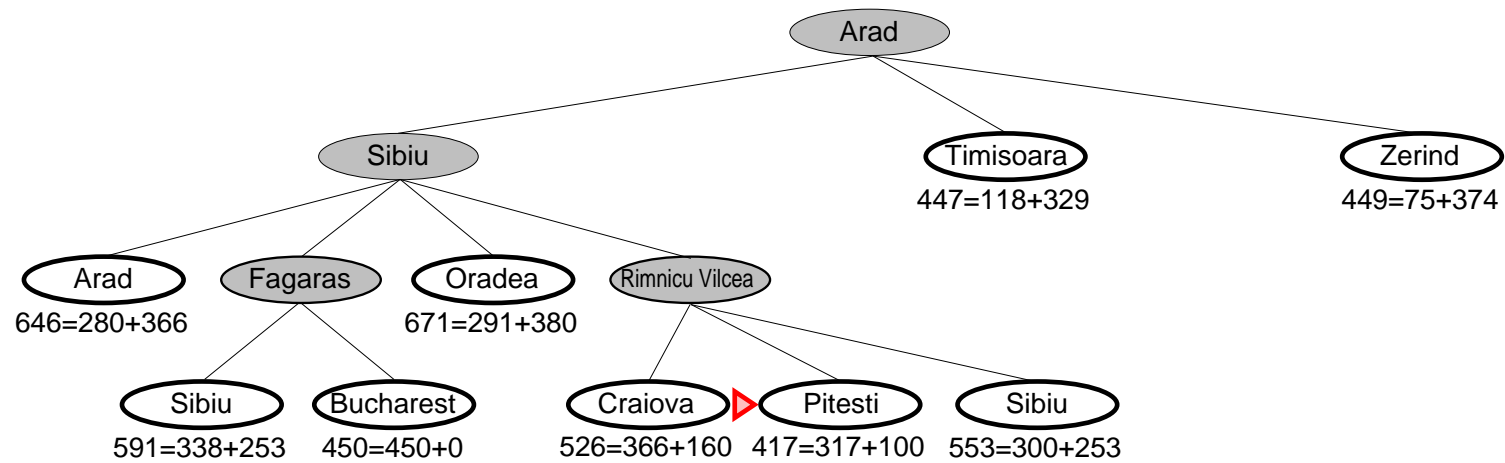 Arad
Sibiu
Timisoara
Zerind
447=118+329
449=75+374
Arad
Fagaras
Oradea
Rimnicu Vilcea
646=280+366
671=291+380
Sibiu
Bucharest
Craiova
Pitesti
Sibiu
591=338+253
450=450+0
526=366+160
417=317+100
553=300+253